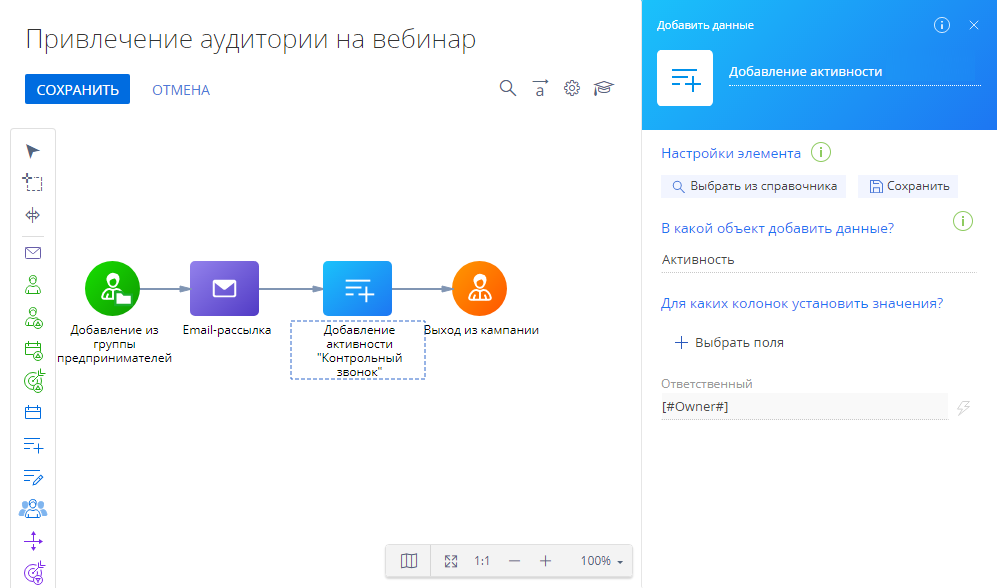 Привлечение аудитории на вебинар
СОХРАНИТЬ
ОТМЕНА
a
Добавление из
группы
предпринимателей
Email-рассылка
Добавление
активности
"Контрольный
звонок"
Выход из кампании
1:1
100%
Добавить данные
Добавление активности
Настройки элемента
Выбрать из справочника
Сохранить
В какой объект добавить данные?
Активность
Для каких колонок установить значения?
Выбрать поля
Ответственный
[#Owner#]